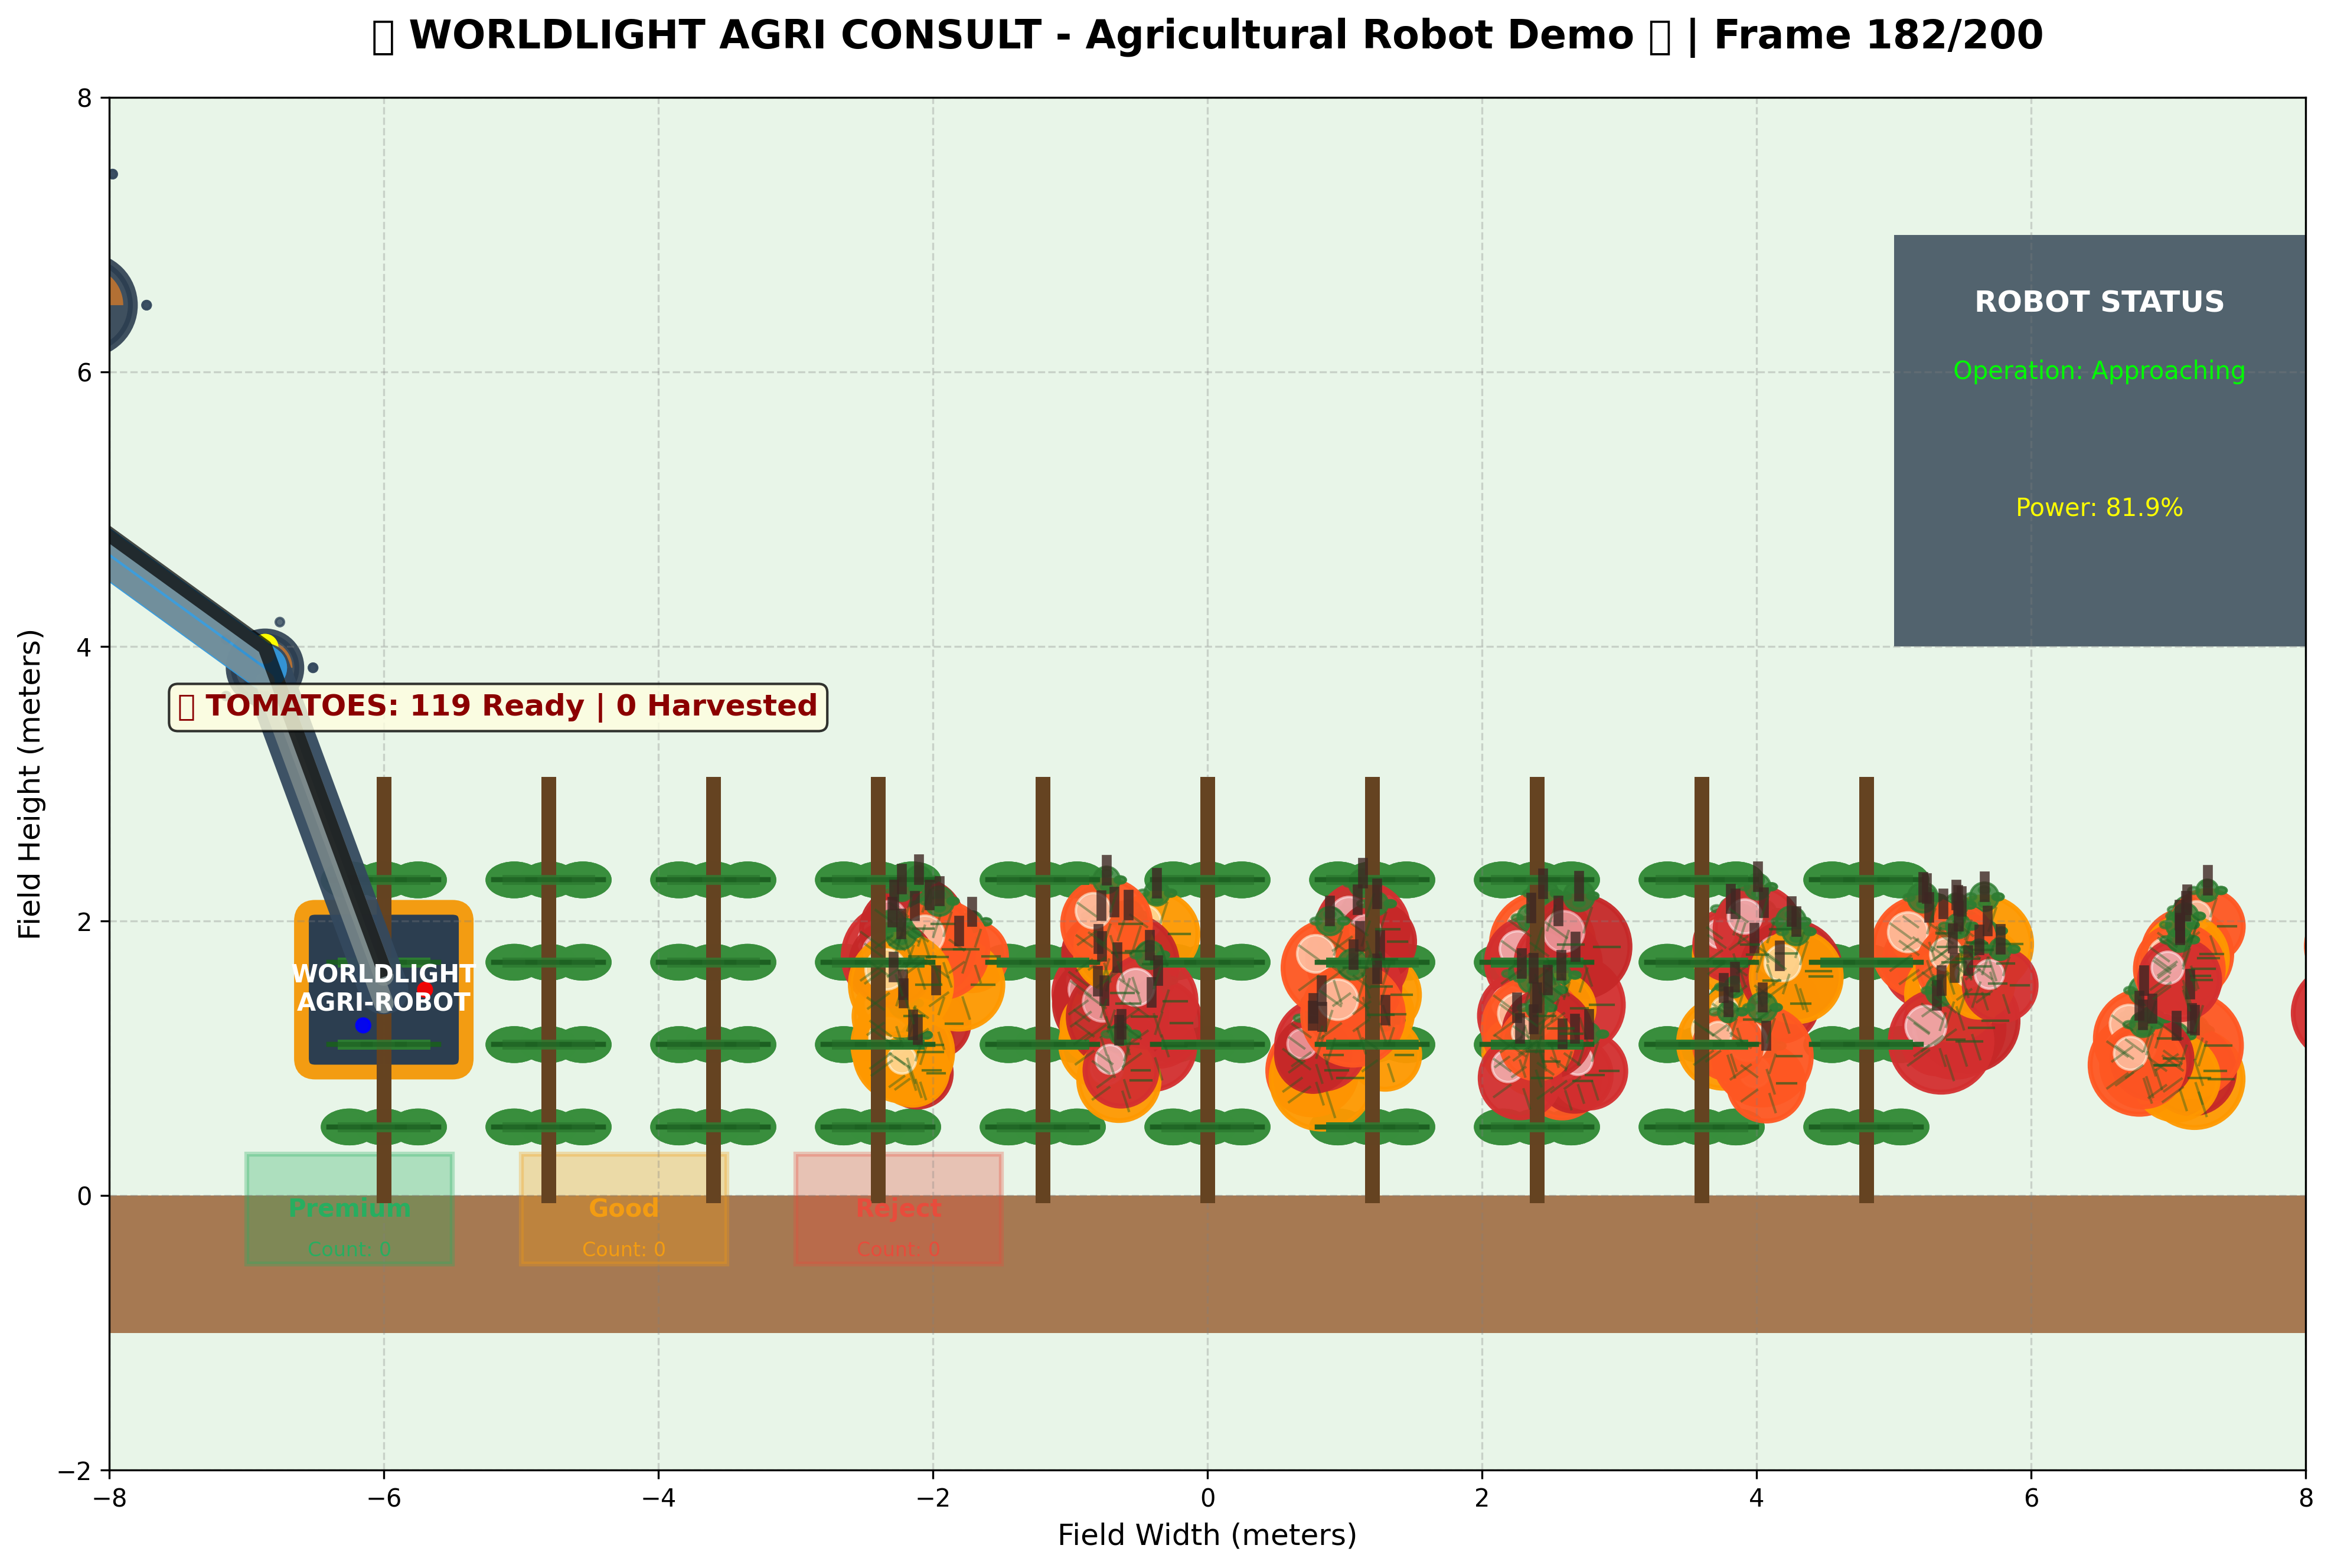 ▯ WORLDLIGHT AGRI CONSULT - Agricultural Robot Demo ▯ | Frame 182/200
8
6
4
2
0
−2
Field Height (meters)
ROBOT STATUS
Operation: Approaching
Power: 81.9%
▯ TOMATOES: 119 Ready | 0 Harvested
WORLDLIGHT
AGRI-ROBOT
Premium
Count: 0
Good
Count: 0
Reject
Count: 0
−8
−6
−4
−2
0
2
4
6
8
Field Width (meters)